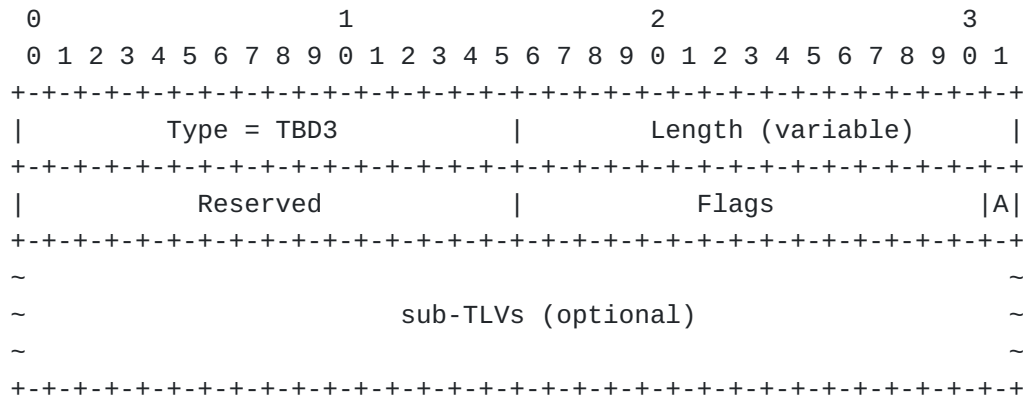 0                   1                   2                   3
 0 1 2 3 4 5 6 7 8 9 0 1 2 3 4 5 6 7 8 9 0 1 2 3 4 5 6 7 8 9 0 1
+-+-+-+-+-+-+-+-+-+-+-+-+-+-+-+-+-+-+-+-+-+-+-+-+-+-+-+-+-+-+-+-+
|         Type = TBD3           |        Length (variable)      |
+-+-+-+-+-+-+-+-+-+-+-+-+-+-+-+-+-+-+-+-+-+-+-+-+-+-+-+-+-+-+-+-+
|           Reserved            |           Flags             |A|
+-+-+-+-+-+-+-+-+-+-+-+-+-+-+-+-+-+-+-+-+-+-+-+-+-+-+-+-+-+-+-+-+
~                                                               ~
~                        sub-TLVs (optional)                    ~
~                                                               ~
+-+-+-+-+-+-+-+-+-+-+-+-+-+-+-+-+-+-+-+-+-+-+-+-+-+-+-+-+-+-+-+-+